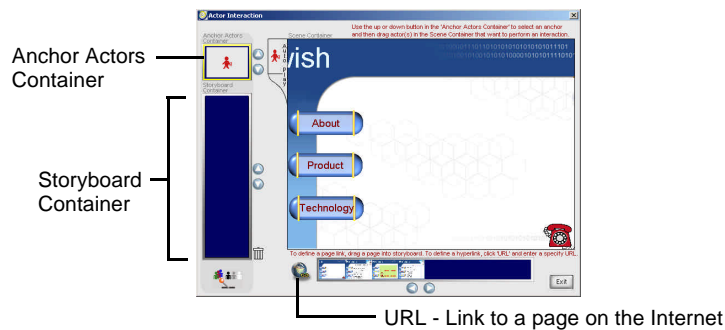 Actor Interaction
Use the up or down button in the 'Anchor Actors Container' to select an anchor
and then drag actor(s) in the Scene Container that want to perform an interaction.
Anchor Actors
Container
Scene Container
Auto play
Anchor Actors
Container
vish
Storyboard
Container
About
Product
Technology
Storyboard
Container
To define a page link, drag a page into storyboard. To define a hyperlink, click 'URL' and enter a specify URL
Exit
URL - Link to a page on the Internet